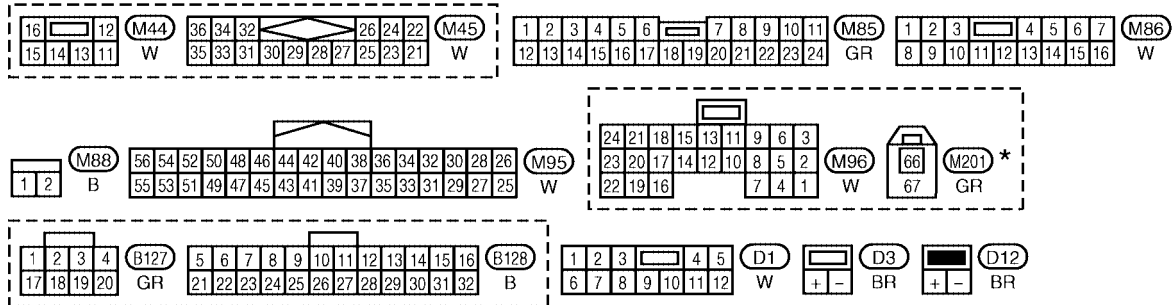 16 12 M44
15 14 13 11 W
36 34 32 26 24 22 M45
35 33 31 30 29 28 27 25 23 21 W
1 2 3 4 5 6 7 8 9 10 11 M85
12 13 14 15 16 17 18 19 20 21 22 23 24 GR
1 2 3 4 5 6 7 M86
8 9 10 11 12 13 14 15 16 W
M88
1 2 B
56 54 52 50 48 46 44 42 40 38 36 34 32 30 28 26 M95
55 53 51 49 47 45 43 41 39 37 35 33 31 29 27 25 W
24 21 18 15 13 11 9 6 3
23 20 17 14 12 10 8 5 2 M96
22 19 16 7 4 1 W
66 M201 *
67 GR
1 2 3 4 B127
17 18 19 20 GR
5 6 7 8 9 10 11 12 13 14 15 16 B128
21 22 23 24 25 26 27 28 29 30 31 32 B
1 2 3 4 5 D1
6 7 8 9 10 11 12 W
D3
+ - BR
D12
+ - BR